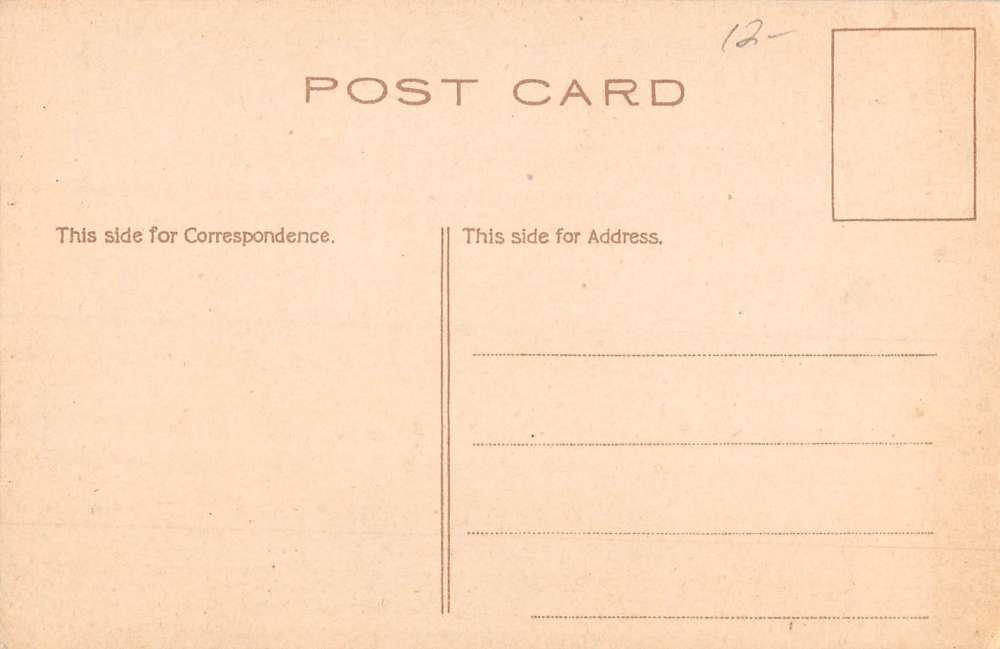 12-
POST CARD
This side for Correspondence.
This side for Address.